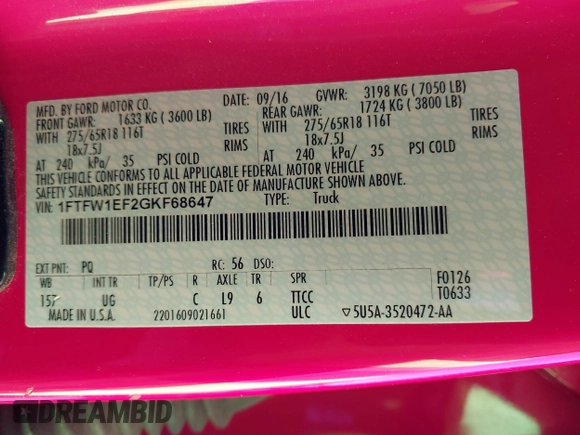 MFD. BY FORD MOTOR CO.
DATE: 09/16 GVWR: 3198 KG ( 7050 LB)
FRONT GAWR: 1633 KG ( 3600 LB)
REAR GAWR: 1724 KG ( 3800 LB)
WITH 275/65R18 116T TIRES
WITH 275/65R18 116T TIRES
18x7.5J RIMS
18x7.5J RIMS
AT 240 kPa/ 35 PSI COLD
AT 240 kPa/ 35 PSI COLD
THIS VEHICLE CONFORMS TO ALL APPLICABLE FEDERAL MOTOR VEHICLE
SAFETY STANDARDS IN EFFECT ON THE DATE OF MANUFACTURE SHOWN ABOVE.
VIN: 1FTFW1EF2GKF68647 TYPE: Truck
EXT PNT: PQ RC: 56 DSO:
WB INT TR TP/PS R AXLE TR SPR
157 UG C L9 6 TTCC
F0126
T0633
MADE IN U.S.A. 2201609021661 ULC ▽5U5A-3520472-AA
DREAMBID